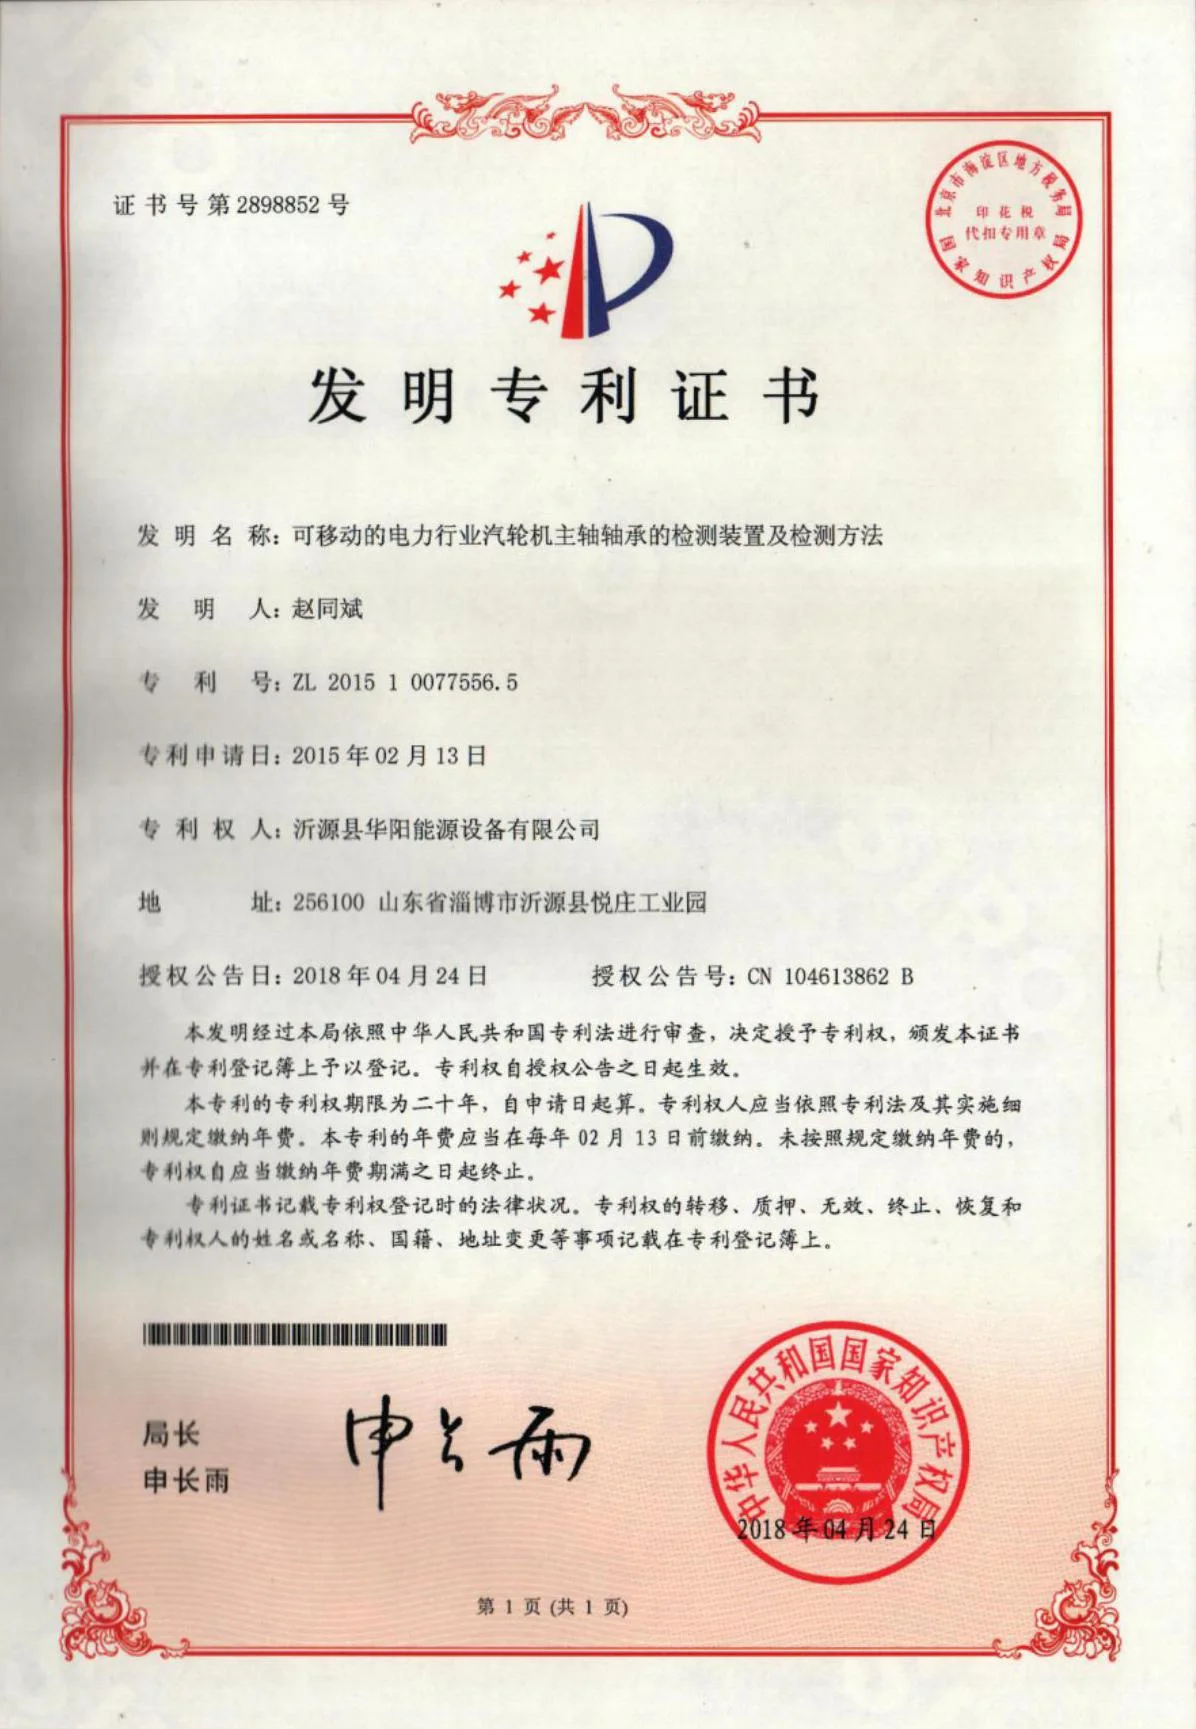 证书号第2898852号
北京市海淀区地方税务局
印花税
代扣专用章
国家知识产权局
发明专利证书
发明名称：可移动的电力行业汽轮机主轴轴承的检测装置及检测方法
发明人：赵同斌
专利号：ZL 2015 1 0077556.5
专利申请日：2015年02月13日
专利权人：沂源县华阳能源设备有限公司
地址：256100 山东省淄博市沂源县悦庄工业园
授权公告日：2018年04月24日 授权公告号：CN 104613862 B
本发明经过本局依照中华人民共和国专利法进行审查，决定授予专利权，颁发本证书
并在专利登记簿上予以登记。专利权自授权公告之日起生效。
本专利的专利权期限为二十年，自申请日起算。专利权人应当依照专利法及其实施细
则规定缴纳年费。本专利的年费应当在每年02月13日前缴纳。未按照规定缴纳年费的，
专利权自应当缴纳年费期满之日起终止。
专利证书记载专利权登记时的法律状况。专利权的转移、质押、无效、终止、恢复和
专利权人的姓名或名称、国籍、地址变更等事项记载在专利登记簿上。
局长
申长雨
申长雨
中华人民共和国国家知识产权局
2018年04月24日
第1页(共1页)